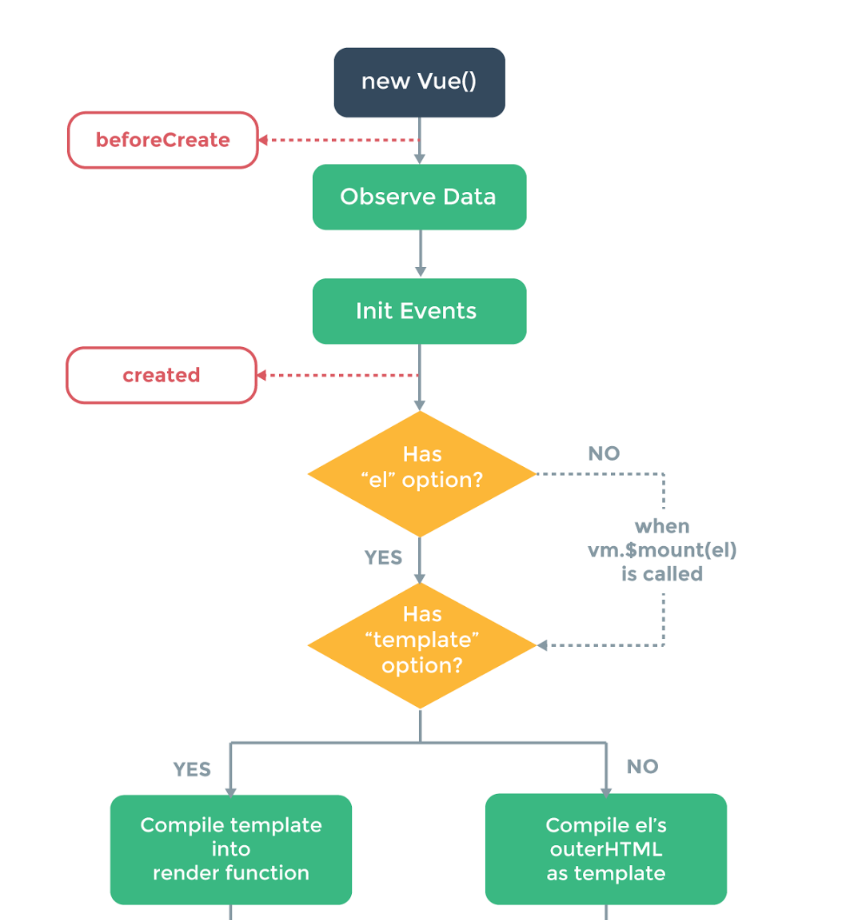 new Vue()
beforeCreate
Observe Data
Init Events
created
Has
“el” option?
NO
when
vm.$mount(el)
is called
YES
Has
“template”
option?
YES
NO
Compile template
into
render function
Compile el’s
outerHTML
as template